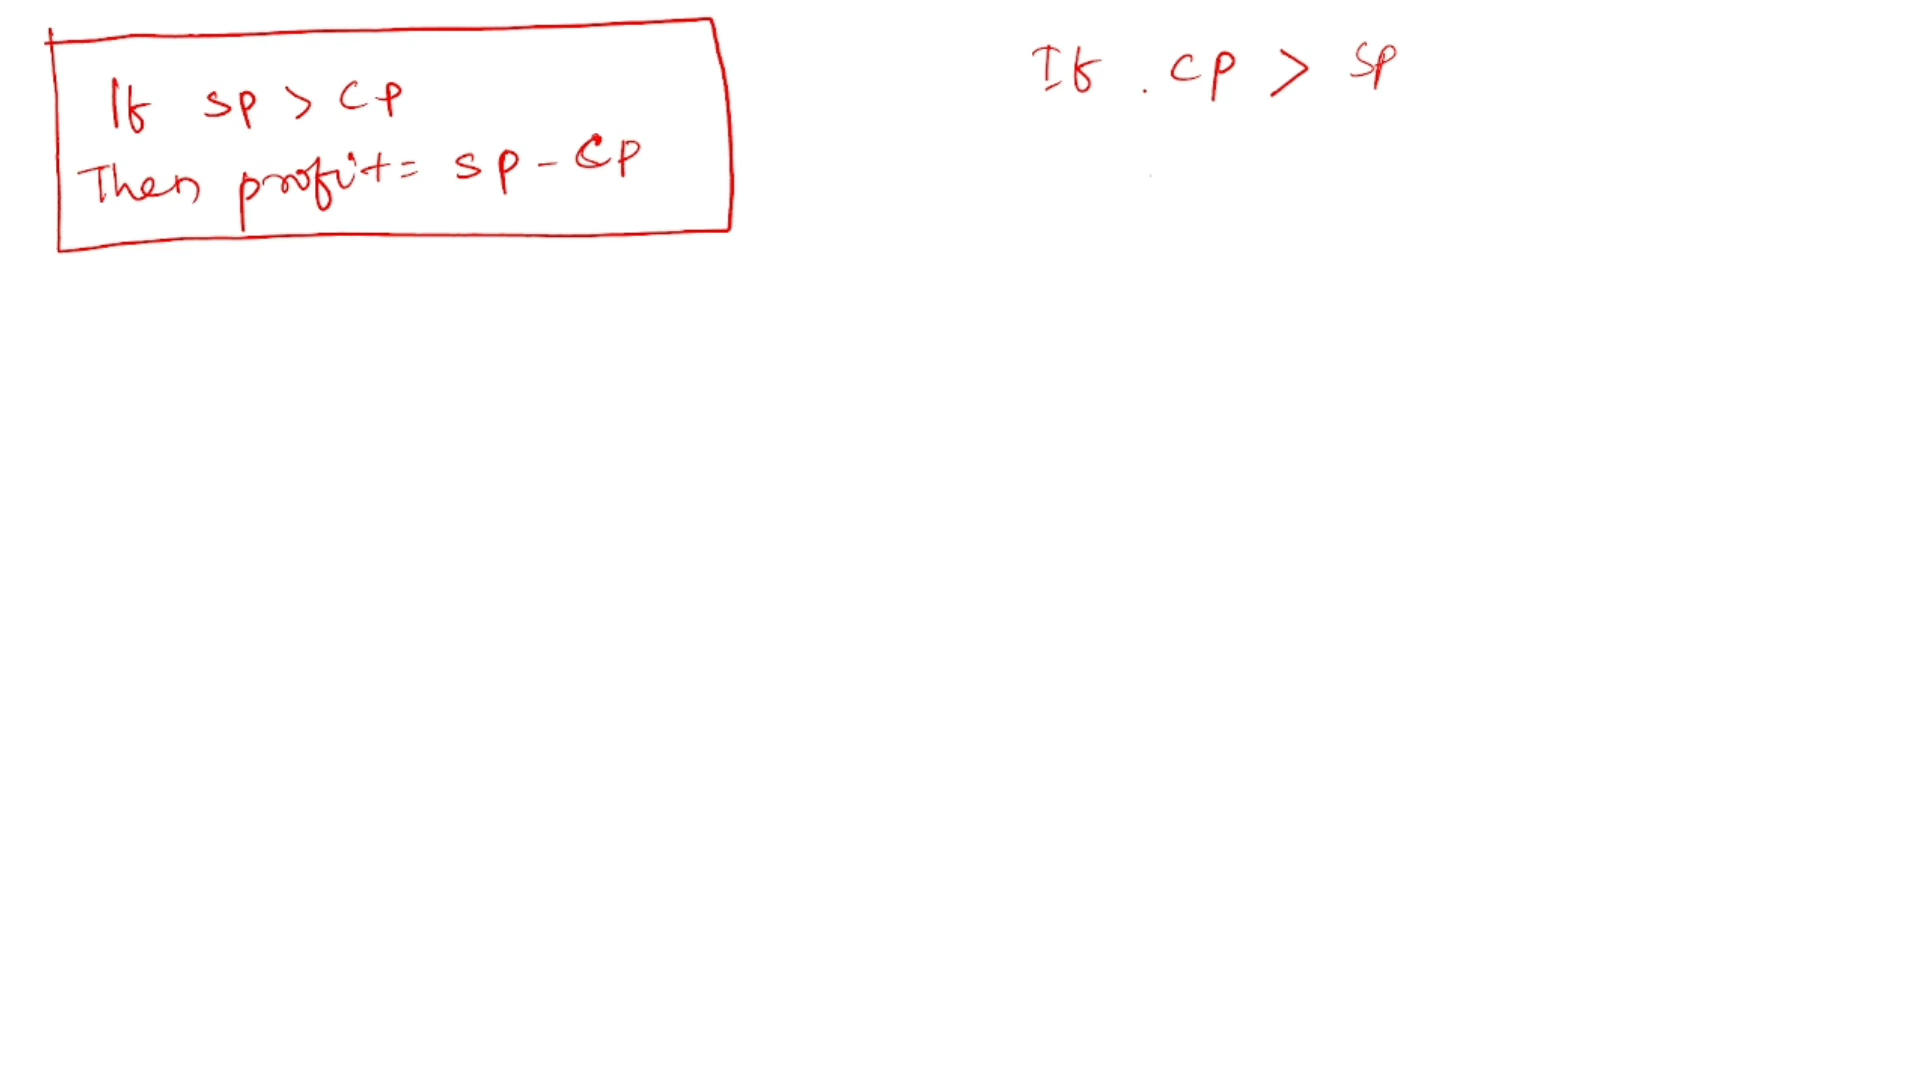 If SP > CP
Then profit = SP - CP
If . CP > SP